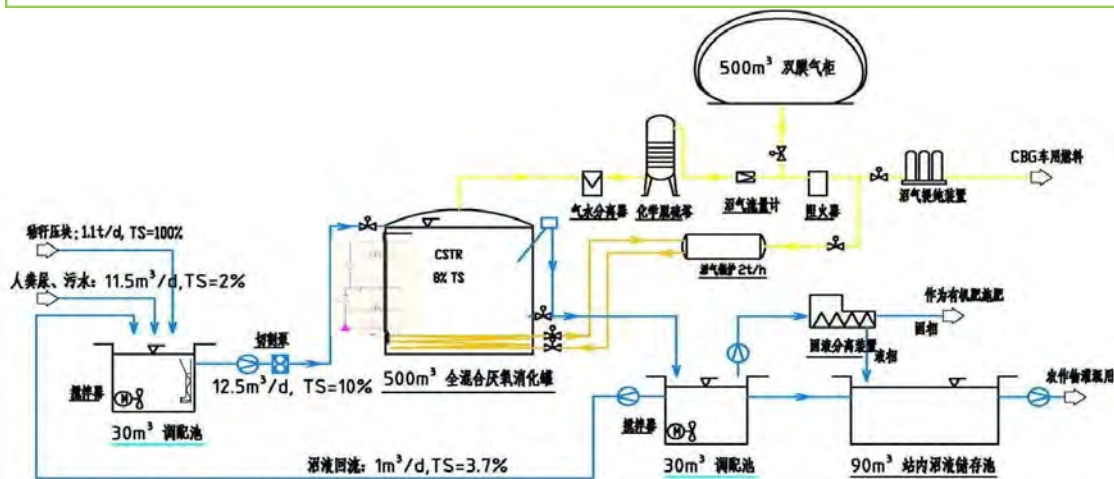 500m³ 双膜气柜
CBG车用燃料
气水分离器
化学脱硫塔
沼气流量计
阻火器
沼气提纯装置
秸秆压块：1.1t/d, TS=100%
人粪尿、污水：11.5m³/d,TS=2%
CSTR
8% TS
沼气锅炉 2t/h
作为有机肥施肥
固相
固液分离装置
液相
切割泵
12.5m³/d, TS=10%
500m³ 全混合厌氧消化罐
搅拌器
M
30m³ 调配池
搅拌器
M
30m³ 调配池
农作物灌溉用
90m³ 站内沼液储存池
沼液回流：1m³/d,TS=3.7%